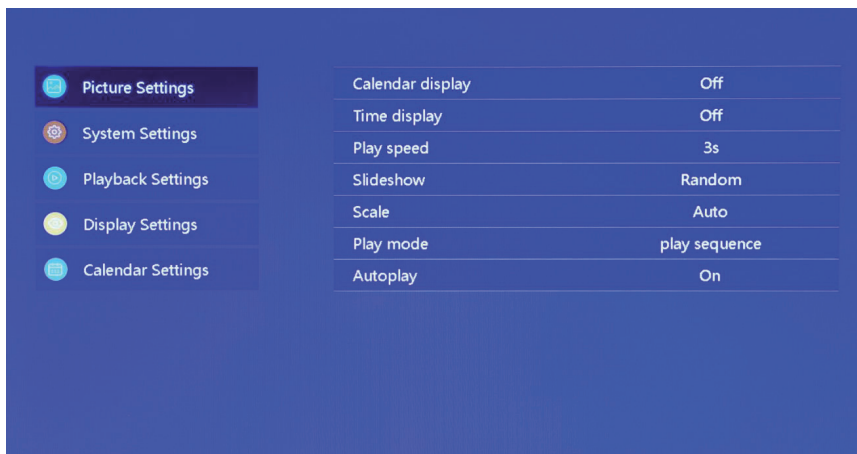 Picture Settings
System Settings
Playback Settings
Display Settings
Calendar Settings
Calendar display Off
Time display Off
Play speed 3s
Slideshow Random
Scale Auto
Play mode play sequence
Autoplay On